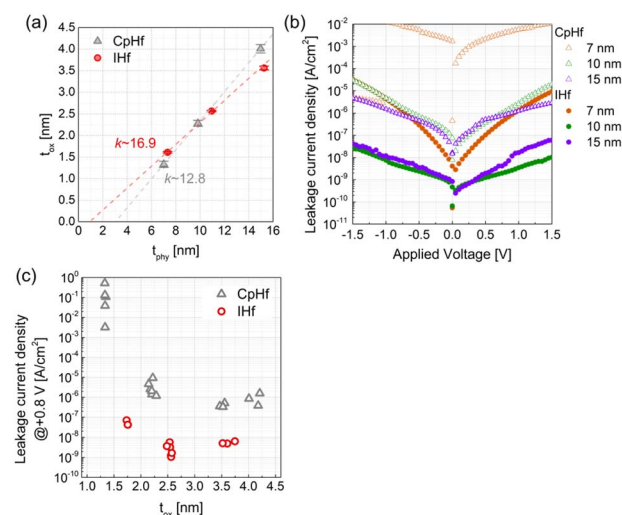 (a)
CpHf
IHf
k~16.9
k~12.8
4.5
4.0
3.5
3.0
2.5
2.0
1.5
1.0
0.5
0.0
0 2 4 6 8 10 12 14 16
t_ox [nm]
t_phy [nm]
(b)
Leakage current density [A/cm²]
10⁻²
10⁻³
10⁻⁴
10⁻⁵
10⁻⁶
10⁻⁷
10⁻⁸
10⁻⁹
10⁻¹⁰
10⁻¹¹
-1.5 -1.0 -0.5 0.0 0.5 1.0 1.5
Applied Voltage [V]
CpHf
7 nm
10 nm
15 nm
IHf
7 nm
10 nm
15 nm
(c)
Leakage current density
@+0.8 V [A/cm²]
10⁰
10⁻¹
10⁻²
10⁻³
10⁻⁴
10⁻⁵
10⁻⁶
10⁻⁷
10⁻⁸
10⁻⁹
10⁻¹⁰
CpHf
IHf
1.0 1.5 2.0 2.5 3.0 3.5 4.0 4.5
t_ox [nm]